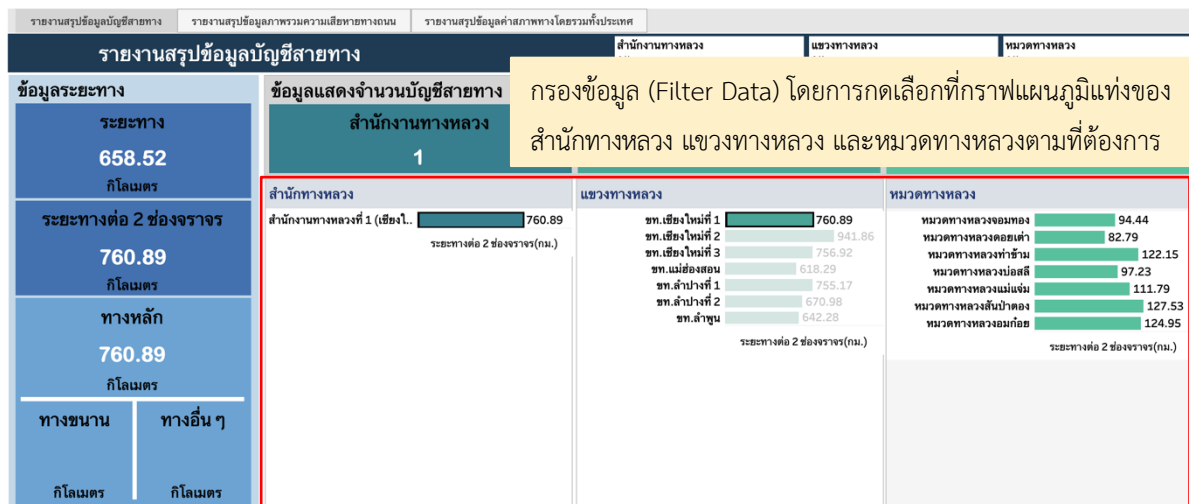 รายงานสรุปข้อมูลบัญชีสายทาง
รายงานสรุปข้อมูลภาพรวมความเสียหายทางถนน
รายงานสรุปข้อมูลค่าสภาพทางโดยรวมทั้งประเทศ
รายงานสรุปข้อมูลบัญชีสายทาง
สำนักงานทางหลวง
แขวงทางหลวง
หมวดทางหลวง
กรองข้อมูล (Filter Data) โดยการกดเลือกที่กราฟแผนภูมิแท่งของ
สำนักทางหลวง แขวงทางหลวง และหมวดทางหลวงตามที่ต้องการ
ข้อมูลระยะทาง
ระยะทาง
658.52
กิโลเมตร
ระยะทางต่อ 2 ช่องจราจร
760.89
กิโลเมตร
ทางหลัก
760.89
กิโลเมตร
ทางขนาน
กิโลเมตร
ทางอื่น ๆ
กิโลเมตร
ข้อมูลแสดงจำนวนบัญชีสายทาง
สำนักงานทางหลวง
1
สำนักทางหลวง
สำนักงานทางหลวงที่ 1 (เชียงใ.. 760.89
ระยะทางต่อ 2 ช่องจราจร(กม.)
แขวงทางหลวง
ขท.เชียงใหม่ที่ 1 760.89
ขท.เชียงใหม่ที่ 2 941.86
ขท.เชียงใหม่ที่ 3 756.92
ขท.แม่ฮ่องสอน 618.29
ขท.ลำปางที่ 1 755.17
ขท.ลำปางที่ 2 670.98
ขท.ลำพูน 642.28
ระยะทางต่อ 2 ช่องจราจร(กม.)
หมวดทางหลวง
หมวดทางหลวงจอมทอง 94.44
หมวดทางหลวงดอยเต่า 82.79
หมวดทางหลวงท่าข้าม 122.15
หมวดทางหลวงบ่อสลี 97.23
หมวดทางหลวงแม่แจ่ม 111.79
หมวดทางหลวงสันป่าตอง 127.53
หมวดทางหลวงอมก๋อย 124.95
ระยะทางต่อ 2 ช่องจราจร(กม.)